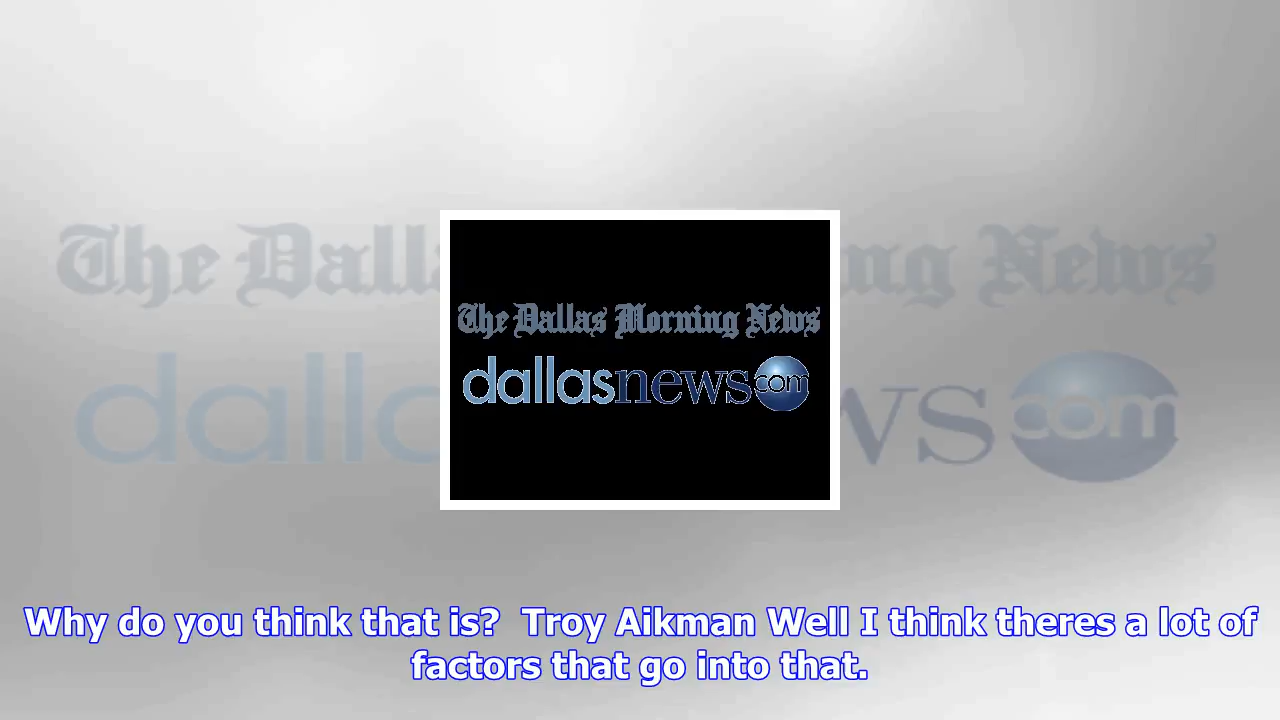 The Dallas Morning News
dallasnews.com
Why do you think that is?  Troy Aikman Well I think theres a lot of
factors that go into that.